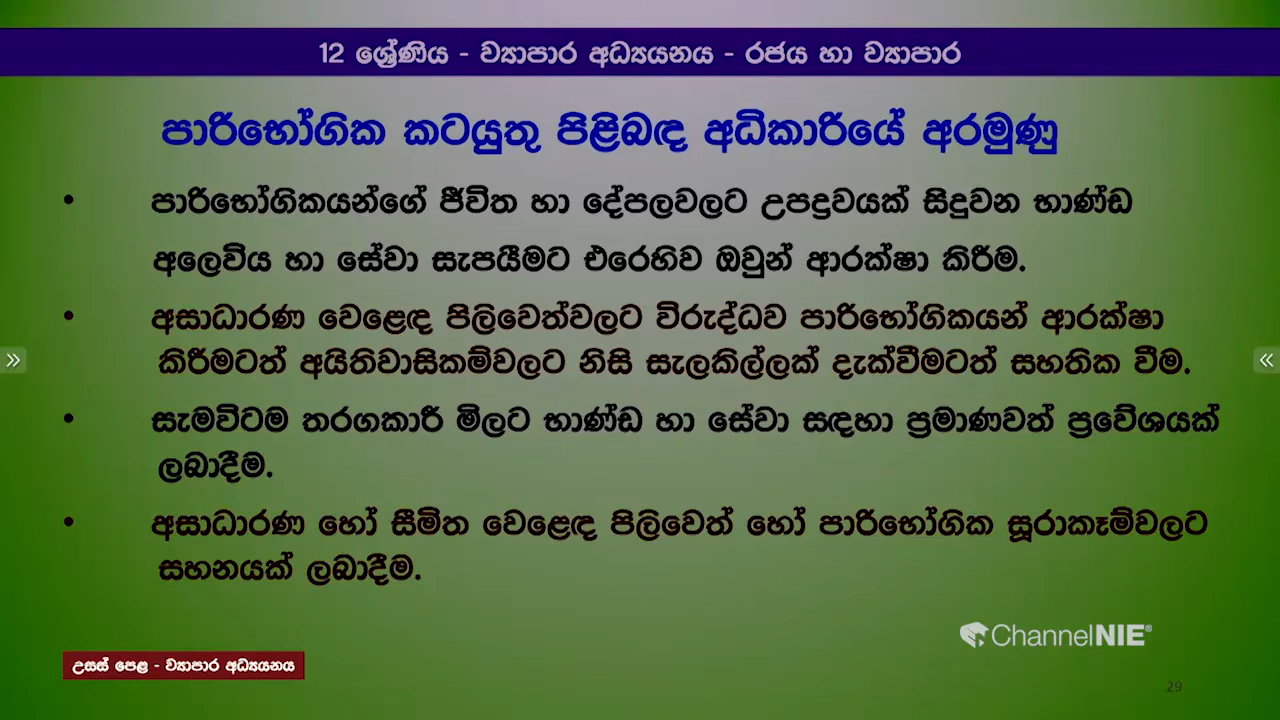 12 ශ්‍රේණිය - ව්‍යාපාර අධ්‍යයනය - රජය හා ව්‍යාපාර
පාරිභෝගික කටයුතු පිළිබඳ අධිකාරියේ අරමුණු
• පාරිභෝගිකයන්ගේ ජීවිත හා දේපලවලට උපද්‍රවයක් සිදුවන භාණ්ඩ
අලෙවිය හා සේවා සැපයීමට එරෙහිව ඔවුන් ආරක්ෂා කිරීම.
• අසාධාරණ වෙළෙඳ පිලිවෙත්වලට විරුද්ධව පාරිභෝගිකයන් ආරක්ෂා
කිරීමටත් අයිතිවාසිකම්වලට නිසි සැලකිල්ලක් දැක්වීමටත් සහතික වීම.
• සැමවිටම තරගකාරී මිලට භාණ්ඩ හා සේවා සඳහා ප්‍රමාණවත් ප්‍රවේශයක්
ලබාදීම.
• අසාධාරණ හෝ සීමිත වෙළෙඳ පිලිවෙත් හෝ පාරිභෝගික සූරාකෑම්වලට
සහනයක් ලබාදීම.
ChannelNIE®
උසස් පෙළ - ව්‍යාපාර අධ්‍යයනය
29